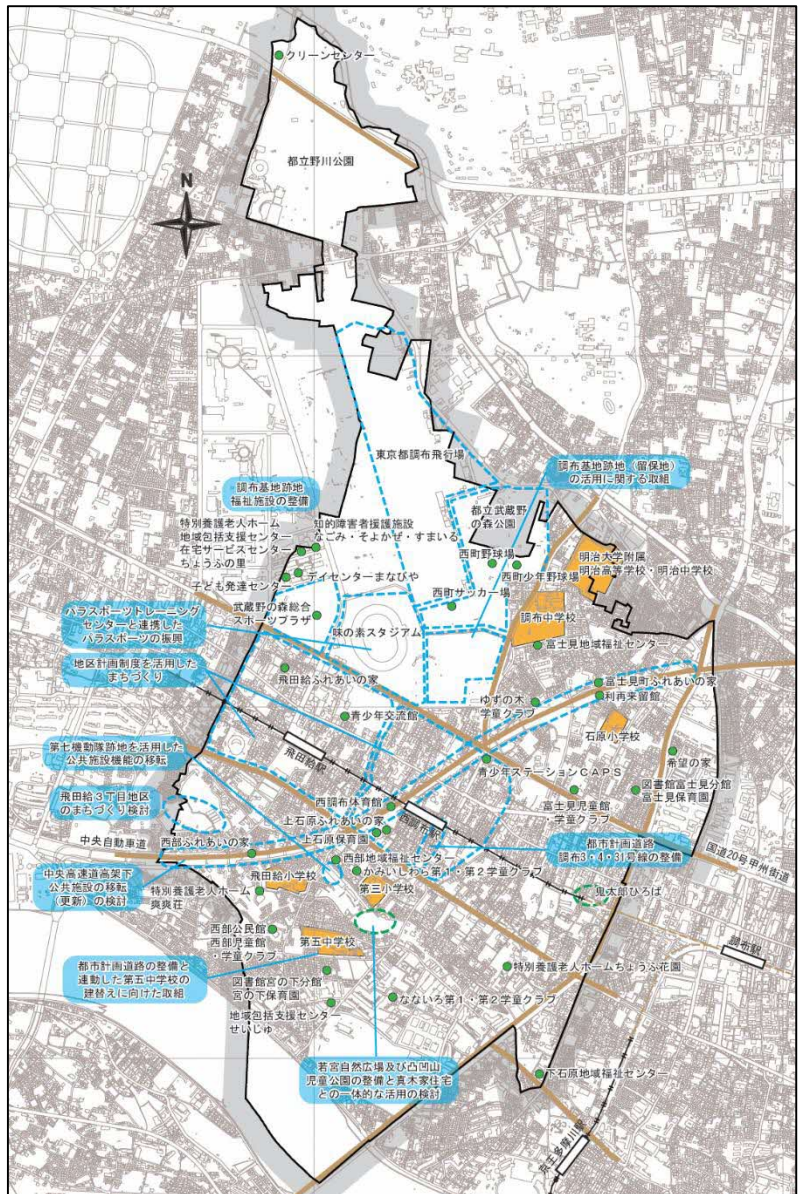 クリーンセンター
都立野川公園
N
東京都調布飛行場
調布基地跡地（留保地）
の活用に関する取組
調布基地跡地
福祉施設の整備
都立武蔵野
の森公園
特別養護老人ホーム
地域包括支援センター
在宅サービスセンター
ちょうふの里
知的障害者援護施設
なごみ・そよかぜ・すまいる
西町野球場
西町少年野球場
明治大学附属
明治高等学校・明治中学校
子ども発達センター
デイセンターまなびや
西町サッカー場
パラスポーツトレーニング
センターと連携した
パラスポーツの振興
武蔵野の森総合
スポーツプラザ
味の素スタジアム
調布中学校
富士見地域福祉センター
地区計画制度を活用した
まちづくり
飛田給ふれあいの家
富士見町ふれあいの家
利再来留館
ゆずの木
学童クラブ
青少年交流館
石原小学校
第七機動隊跡地を活用した
公共施設機能の移転
飛田給駅
希望の家
青少年ステーションＣＡＰＳ
図書館富士見分館
富士見保育園
飛田給３丁目地区
のまちづくり検討
西調布体育館
富士見児童館
・学童クラブ
上石原ふれあいの家
西調布駅
上石原保育園
中央自動車道
西部ふれあいの家
都市計画道路
調布3・4・31号線の整備
国道20号甲州街道
西部地域福祉センター
かみいしわら第１・第２学童クラブ
中央高速道高架下
公共施設の移転
（更新）の検討
飛田給小学校
第三小学校
特別養護老人ホーム
爽爽荘
鬼太郎ひろば
調布駅
西部公民館
西部児童館
・学童クラブ
第五中学校
都市計画道路の整備と
連動した第五中学校の
建替えに向けた取組
図書館宮の下分館
宮の下保育園
特別養護老人ホームちょうふ花園
なないろ第１・第２学童クラブ
地域包括支援センター
せいじゅ
若宮自然広場及び凸凹山
児童公園の整備と真木家住宅
との一体的な活用の検討
下石原地域福祉センター
京王多摩川駅